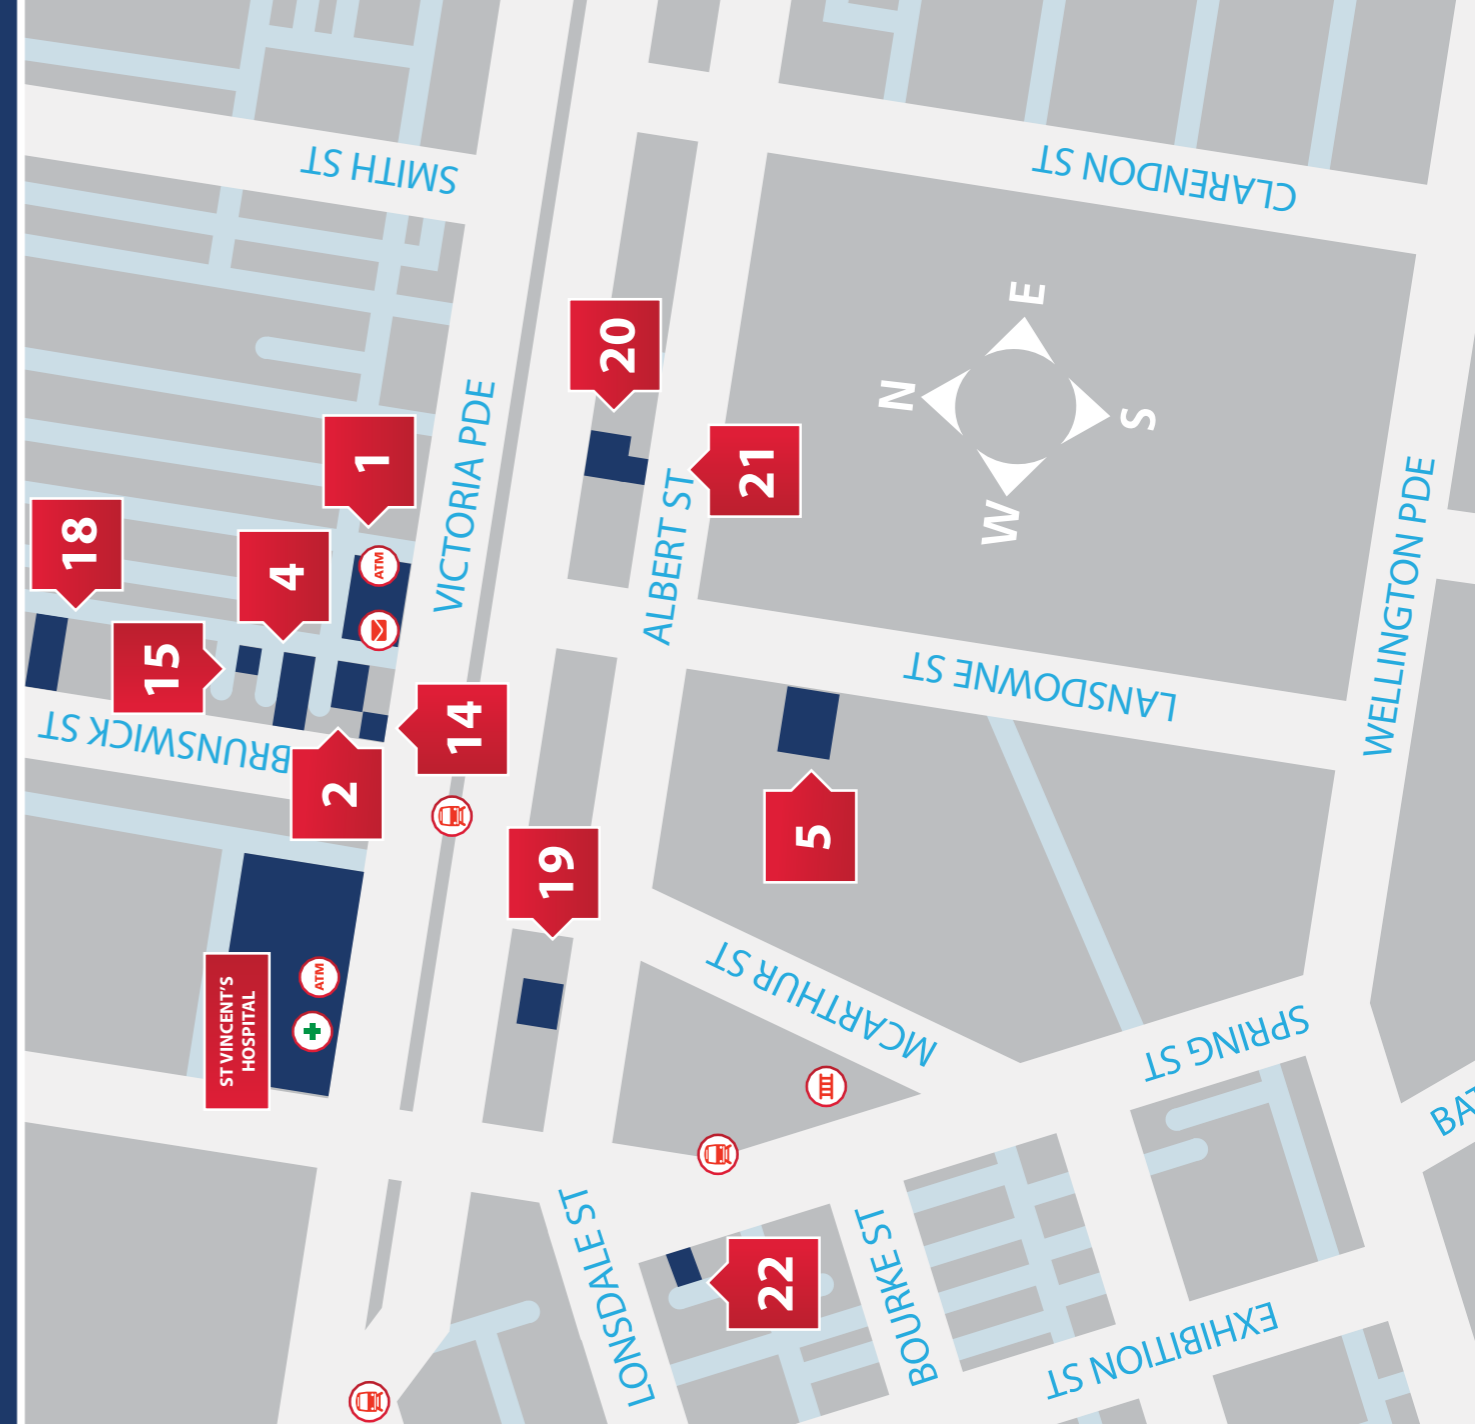 SMITH ST
CLARENDON ST
20
N
E
S
W
1
VICTORIA PDE
21
ALBERT ST
WELLINGTON PDE
18
4
ATM
15
BRUNSWICK ST
2
14
LANSDOWNE ST
5
19
ST VINCENT'S
HOSPITAL
ATM
MCARTHUR ST
SPRING ST
LONSDALE ST
22
BOURKE ST
EXHIBITION ST
BAT